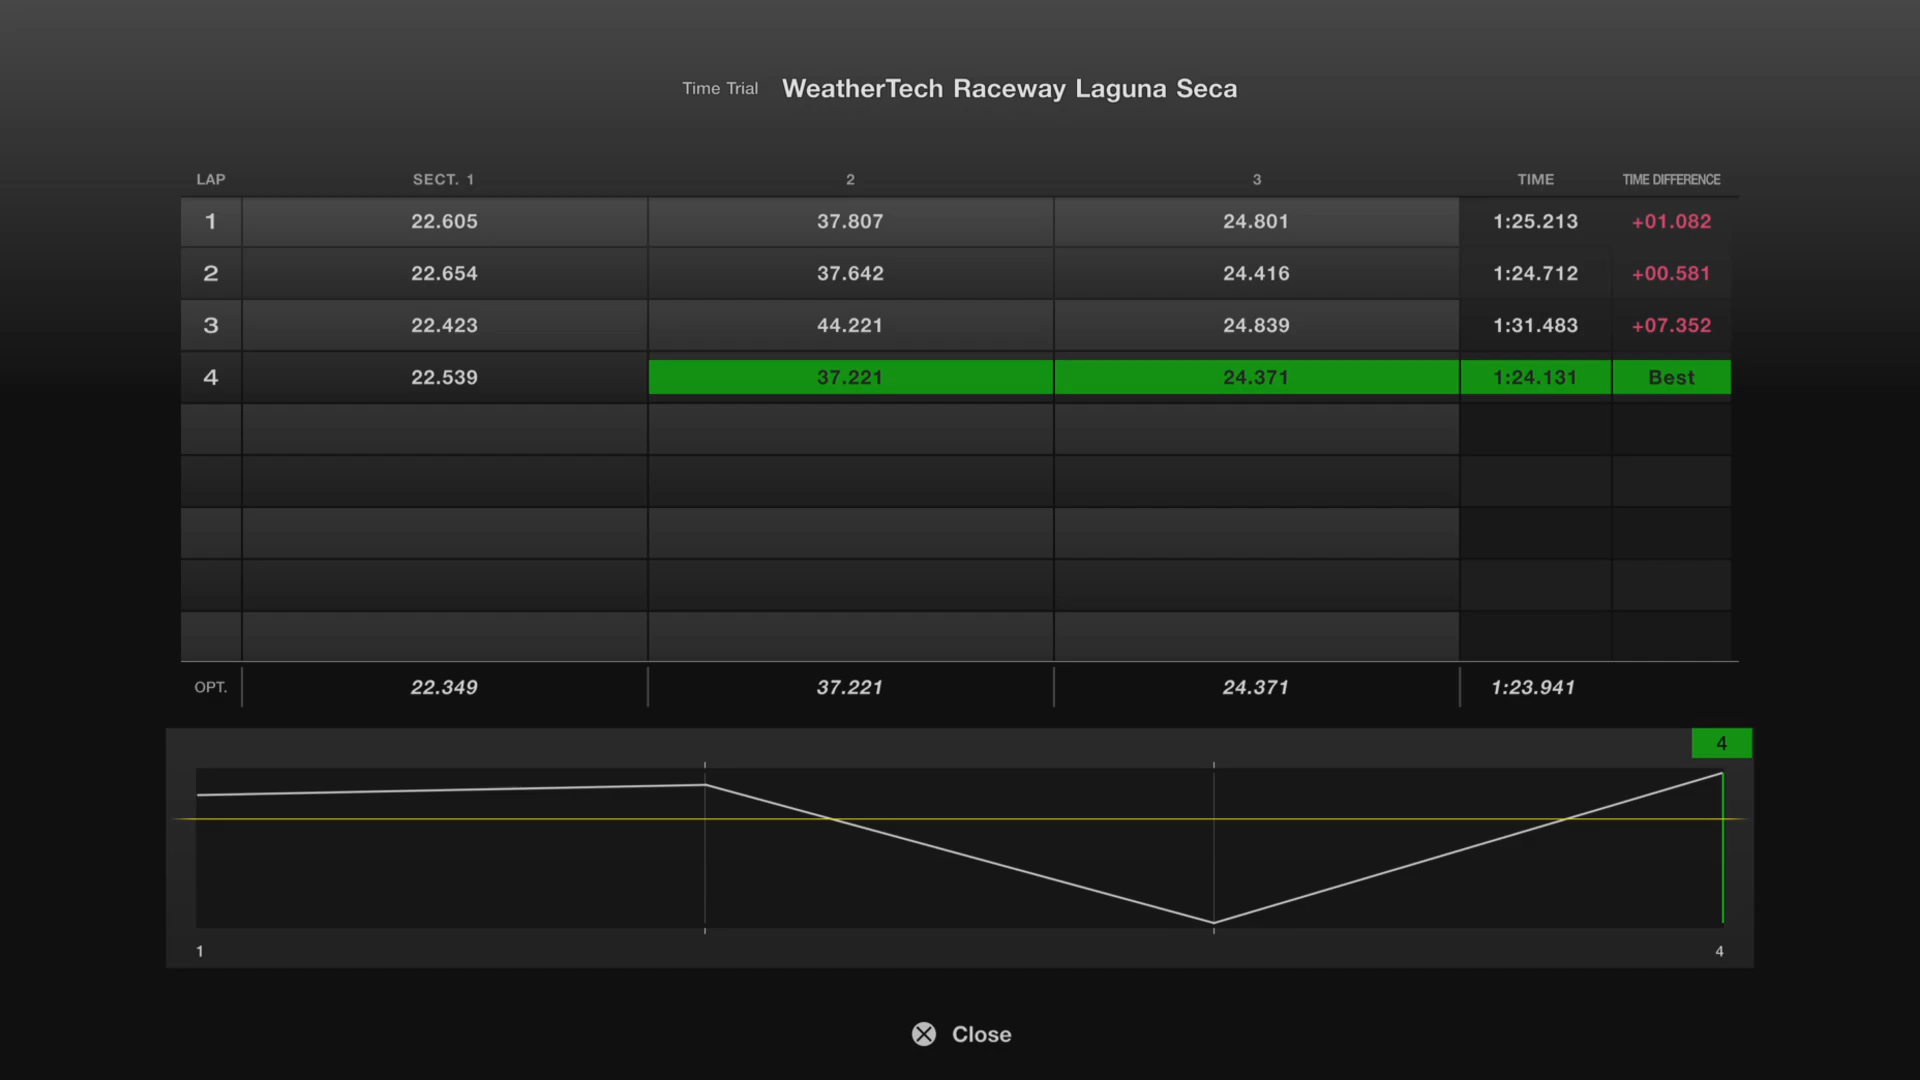 Time Trial WeatherTech Raceway Laguna Seca
LAP SECT. 1 2 3 TIME TIME DIFFERENCE
1 22.605 37.807 24.801 1:25.213 +01.082
2 22.654 37.642 24.416 1:24.712 +00.581
3 22.423 44.221 24.839 1:31.483 +07.352
4 22.539 37.221 24.371 1:24.131 Best
OPT. 22.349 37.221 24.371 1:23.941
4
1 4
Close